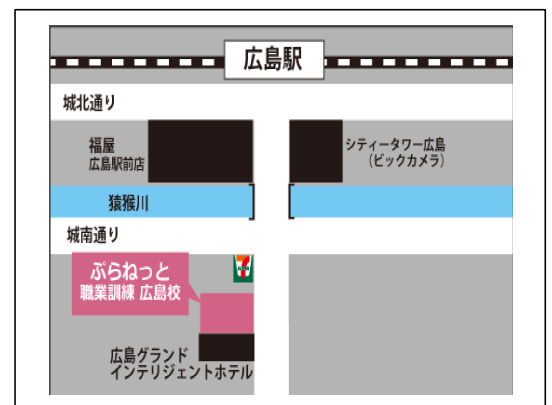 広島駅
城北通り
福屋
広島駅前店
シティータワー広島
（ビックカメラ）
猿猴川
城南通り
ぷらねっと
職業訓練 広島校
広島グランド
インテリジェントホテル